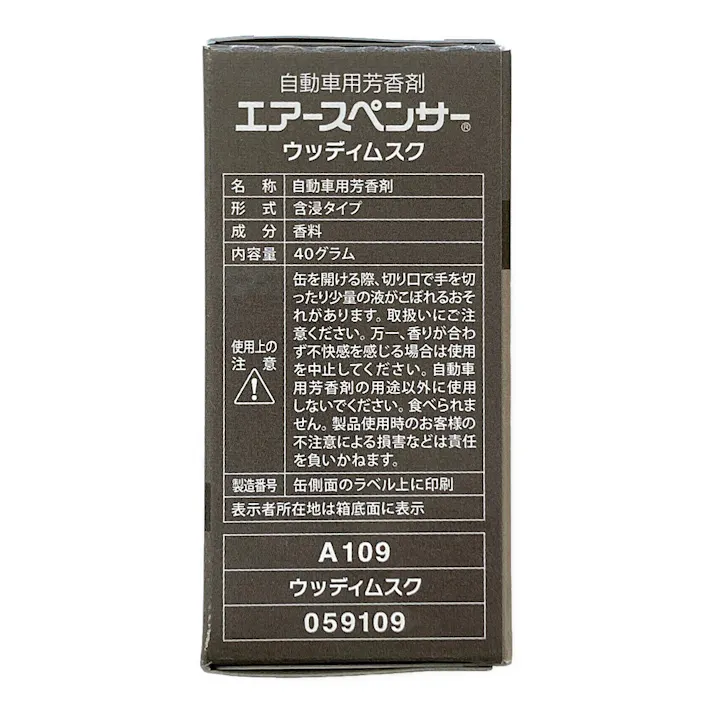 自動車用芳香剤
エアースペンサー®
ウッディムスク
名 称 自動車用芳香剤
形 式 含浸タイプ
成 分 香料
内容量 40グラム
使用上の
注 意
缶を開ける際、切り口で手を切
ったり少量の液がこぼれるおそ
れがあります。取扱いにご注
意ください。万一、香りが合わ
ず不快感を感じる場合は使用
を中止してください。自動車
用芳香剤の用途以外に使用
しないでください。食べられま
せん。製品使用時のお客様の
不注意による損害などは責任
を負いかねます。
製造番号 缶側面のラベル上に印刷
表示者所在地は箱底面に表示
A109
ウッディムスク
059109